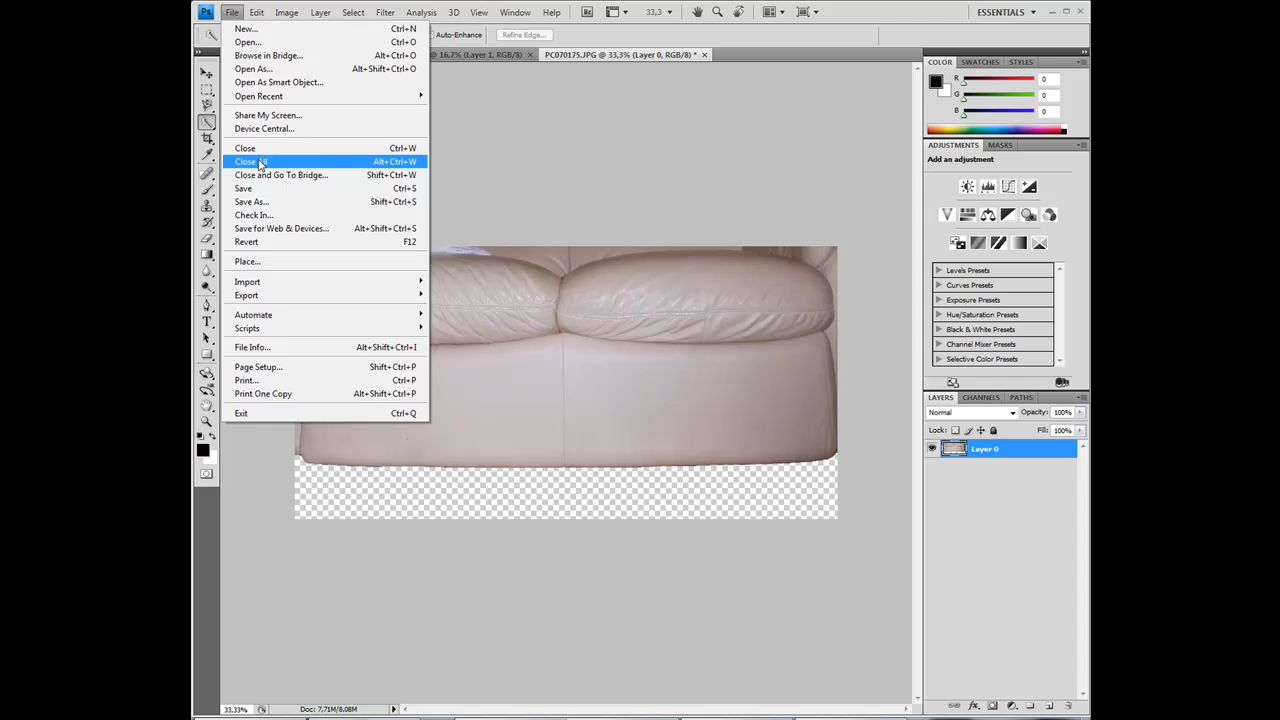 Ps File Edit Image Layer Select Filter Analysis 3D View Window Help Br 33,3 ESSENTIALS
Auto-Enhance Refine Edge...
@ 16,7% (Layer 1, RGB/8) PC070175.JPG @ 33,3% (Layer 0, RGB/8) *
New... Ctrl+N
Open... Ctrl+O
Browse in Bridge... Alt+Ctrl+O
Open As... Alt+Shift+Ctrl+O
Open As Smart Object...
Open Recent
Share My Screen...
Device Central...
Close Ctrl+W
Close All Alt+Ctrl+W
Close and Go To Bridge... Shift+Ctrl+W
Save Ctrl+S
Save As... Shift+Ctrl+S
Check In...
Save for Web & Devices... Alt+Shift+Ctrl+S
Revert F12
Place...
Import
Export
Automate
Scripts
File Info... Alt+Shift+Ctrl+I
Page Setup... Shift+Ctrl+P
Print... Ctrl+P
Print One Copy Alt+Shift+Ctrl+P
Exit Ctrl+Q
COLOR SWATCHES STYLES
R 0
G 0
B 0
ADJUSTMENTS MASKS
Add an adjustment
Levels Presets
Curves Presets
Exposure Presets
Hue/Saturation Presets
Black & White Presets
Channel Mixer Presets
Selective Color Presets
LAYERS CHANNELS PATHS
Normal Opacity: 100%
Lock: Fill: 100%
Layer 0
33,33% Doc: 7,71M/8,08M